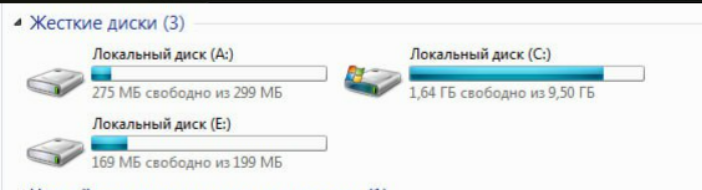 Жесткие диски (3)
Локальный диск (A:)
275 МБ свободно из 299 МБ
Локальный диск (C:)
1,64 ГБ свободно из 9,50 ГБ
Локальный диск (E:)
169 МБ свободно из 199 МБ